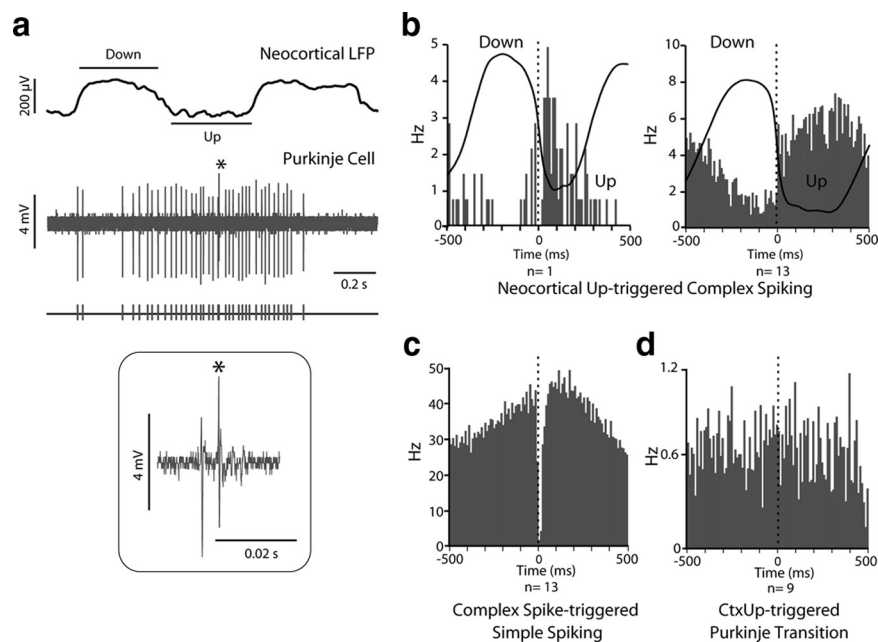 a
Down
Neocortical LFP
200 µV
Up
Purkinje Cell
*
4 mV
0.2 s
*
4 mV
0.02 s
b
Down
Up
5
4
3
2
1
0
Hz
-500
0
500
Time (ms)
n= 1
Down
Up
10
8
6
4
2
0
-500
0
500
Time (ms)
n= 13
Neocortical Up-triggered Complex Spiking
c
50
40
30
20
10
0
Hz
-500
0
500
Time (ms)
n= 13
Complex Spike-triggered
Simple Spiking
d
1.2
0.6
0
Hz
-500
0
500
Time (ms)
n= 9
CtxUp-triggered
Purkinje Transition